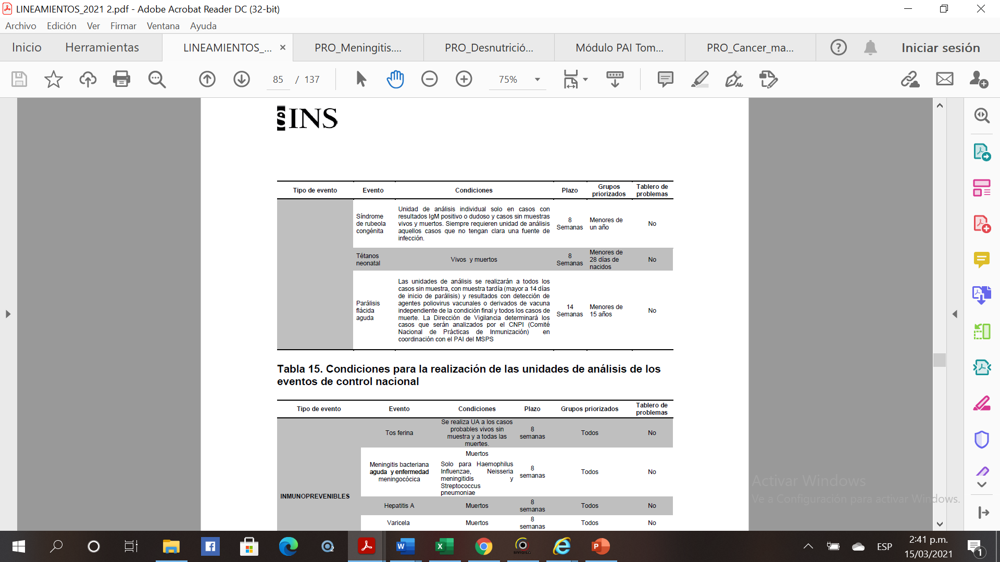 LINEAMIENTOS_2021 2.pdf - Adobe Acrobat Reader DC (32-bit)
Archivo Edición Ver Firmar Ventana Ayuda
Inicio Herramientas LINEAMIENTOS_... × PRO_Meningitis.... PRO_Desnutrició... Módulo PAI Tom... PRO_Cancer_ma... Iniciar sesión
85 / 137 75%
INS
Tipo de evento Evento Condiciones Plazo Grupos priorizados Tablero de problemas
Síndrome de rubeola congénita
Unidad de análisis individual solo en casos con
resultados IgM positivo o dudoso y casos sin muestras
vivos y muertos. Siempre requieren unidad de análisis
aquellos casos que no tengan clara una fuente de
infección.
8 Semanas
Menores de un año
No
Tétanos neonatal
Vivos y muertos
8 Semanas
Menores de 28 días de nacidos
No
Parálisis flácida aguda
Las unidades de análisis se realizarán a todos los
casos sin muestra, con muestra tardía (mayor a 14 días
de inicio de parálisis) y resultados con detección de
agentes poliovirus vacunales o derivados de vacuna
independiente de la condición final y todos los casos de
muerte. La Dirección de Vigilancia determinará los
casos que serán analizados por el CNPI (Comité
Nacional de Prácticas de Inmunización) en
coordinación con el PAI del MSPS
14 Semanas
Menores de 15 años
No
Tabla 15. Condiciones para la realización de las unidades de análisis de los
eventos de control nacional
Tipo de evento Evento Condiciones Plazo Grupos priorizados Tablero de problemas
INMUNOPREVENIBLES
Tos ferina
Se realiza UA a los casos
probables vivos sin
muestra y a todas las
muertes.
8 semanas
Todos
No
Meningitis bacteriana
aguda y enfermedad
meningocócica
Muertos
Solo para Haemophilus
Influenzae, Neisseria
meningitidis y
Streptococcus
pneumoniae
8 semanas
Todos
No
Hepatitis A Muertos 8 semanas Todos No
Varicela Muertos 8 semanas Todos No
Activar Windows
Ve a Configuración para activar Windows.
SIVIGILA
ESP
2:41 p.m.
15/03/2021
1